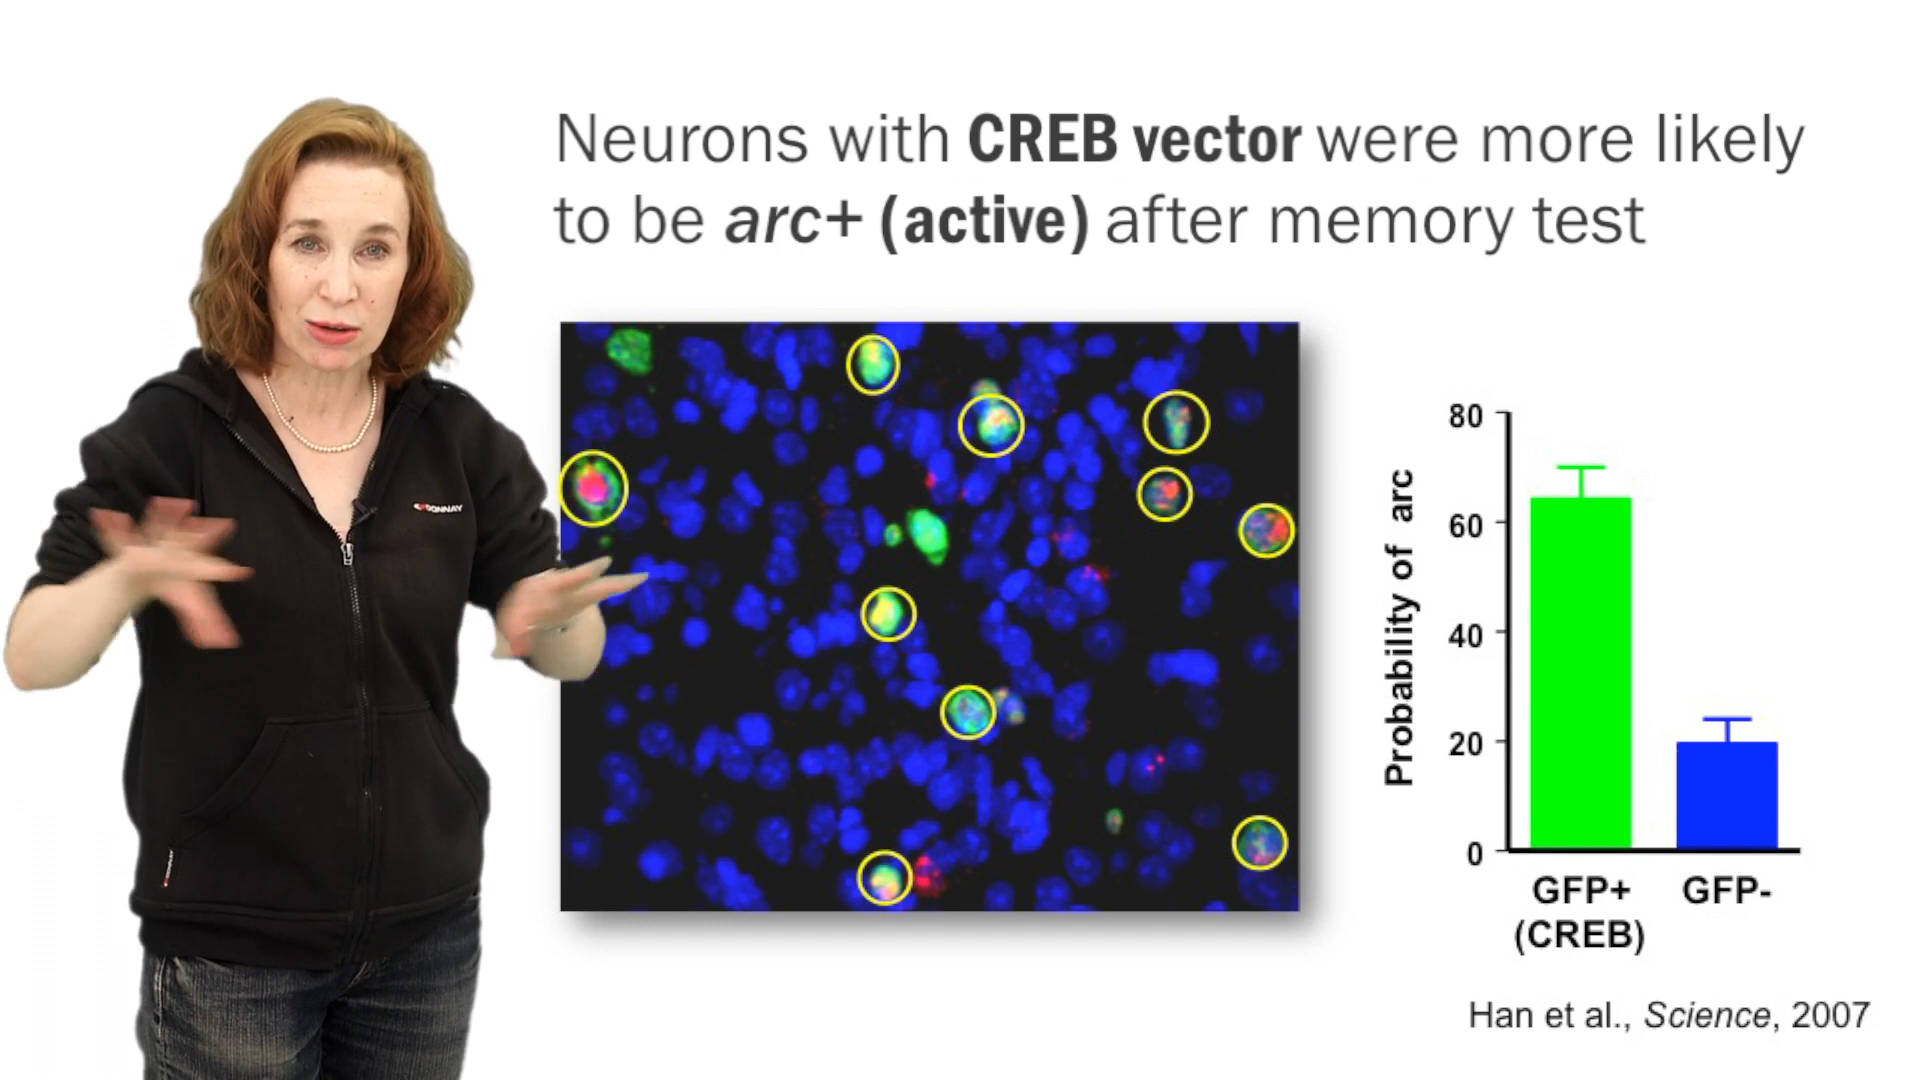 Neurons with CREB vector were more likely
to be arc+ (active) after memory test
DONNAY
80
60
40
20
0
Probability of arc
GFP+
(CREB)
GFP-
Han et al., Science, 2007